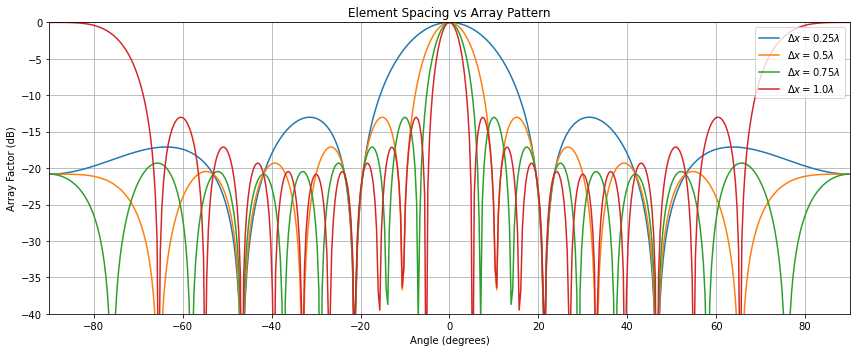 Element Spacing vs Array Pattern
Array Factor (dB)
0
−5
−10
−15
−20
−25
−30
−35
−40
Δx = 0.25λ
Δx = 0.5λ
Δx = 0.75λ
Δx = 1.0λ
−80 −60 −40 −20 0 20 40 60 80
Angle (degrees)